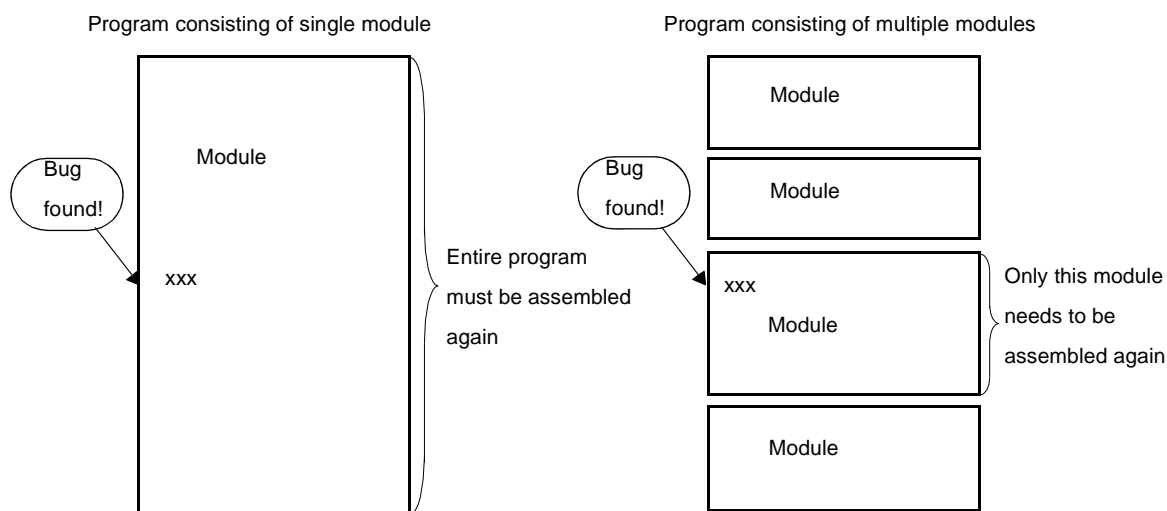 Program consisting of single module
Module
Bug
found!
xxx
Entire program
must be assembled
again
Program consisting of multiple modules
Module
Module
Bug
found!
xxx
Module
Only this module
needs to be
assembled again
Module